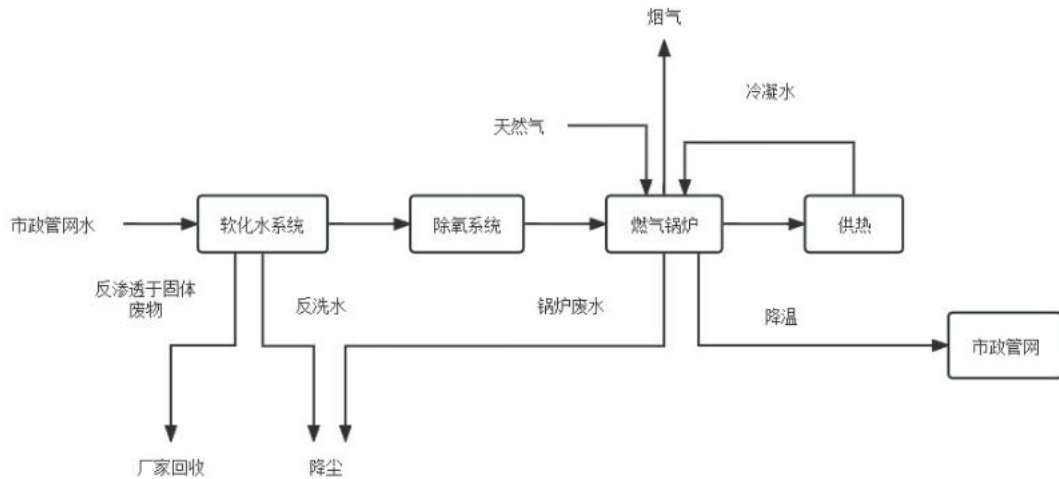 烟气
冷凝水
天然气
市政管网水
软化水系统
除氧系统
燃气锅炉
供热
反渗透于固体
废物
反洗水
锅炉废水
降温
市政管网
厂家回收
降尘